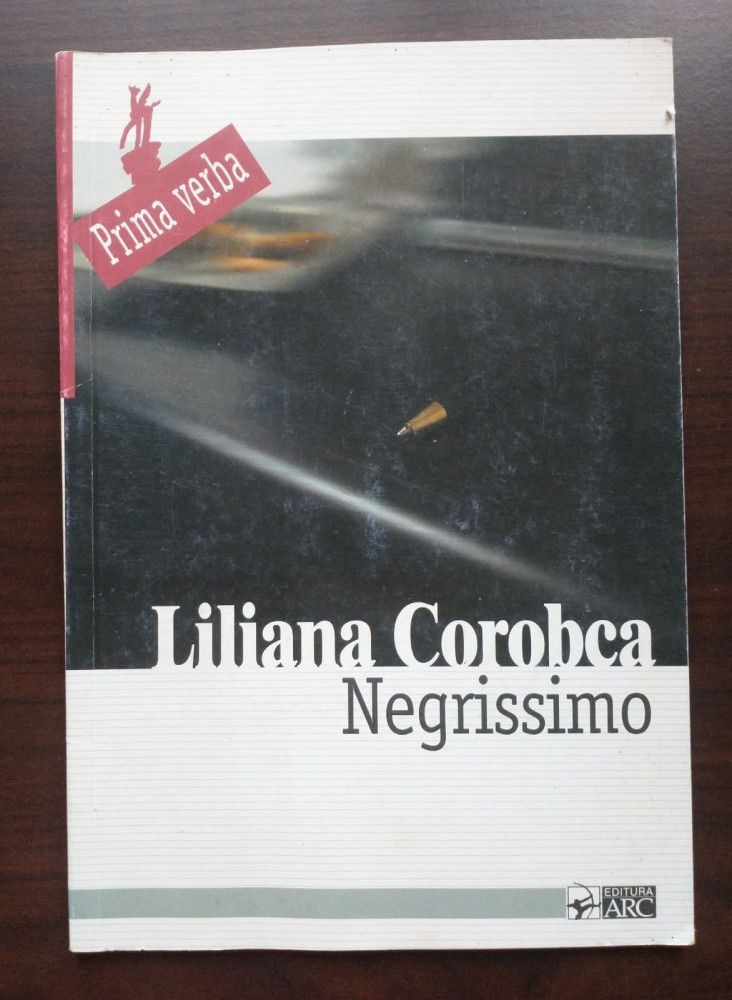 Prima verba
Liliana Corobca
Negrissimo
EDITURA
ARC